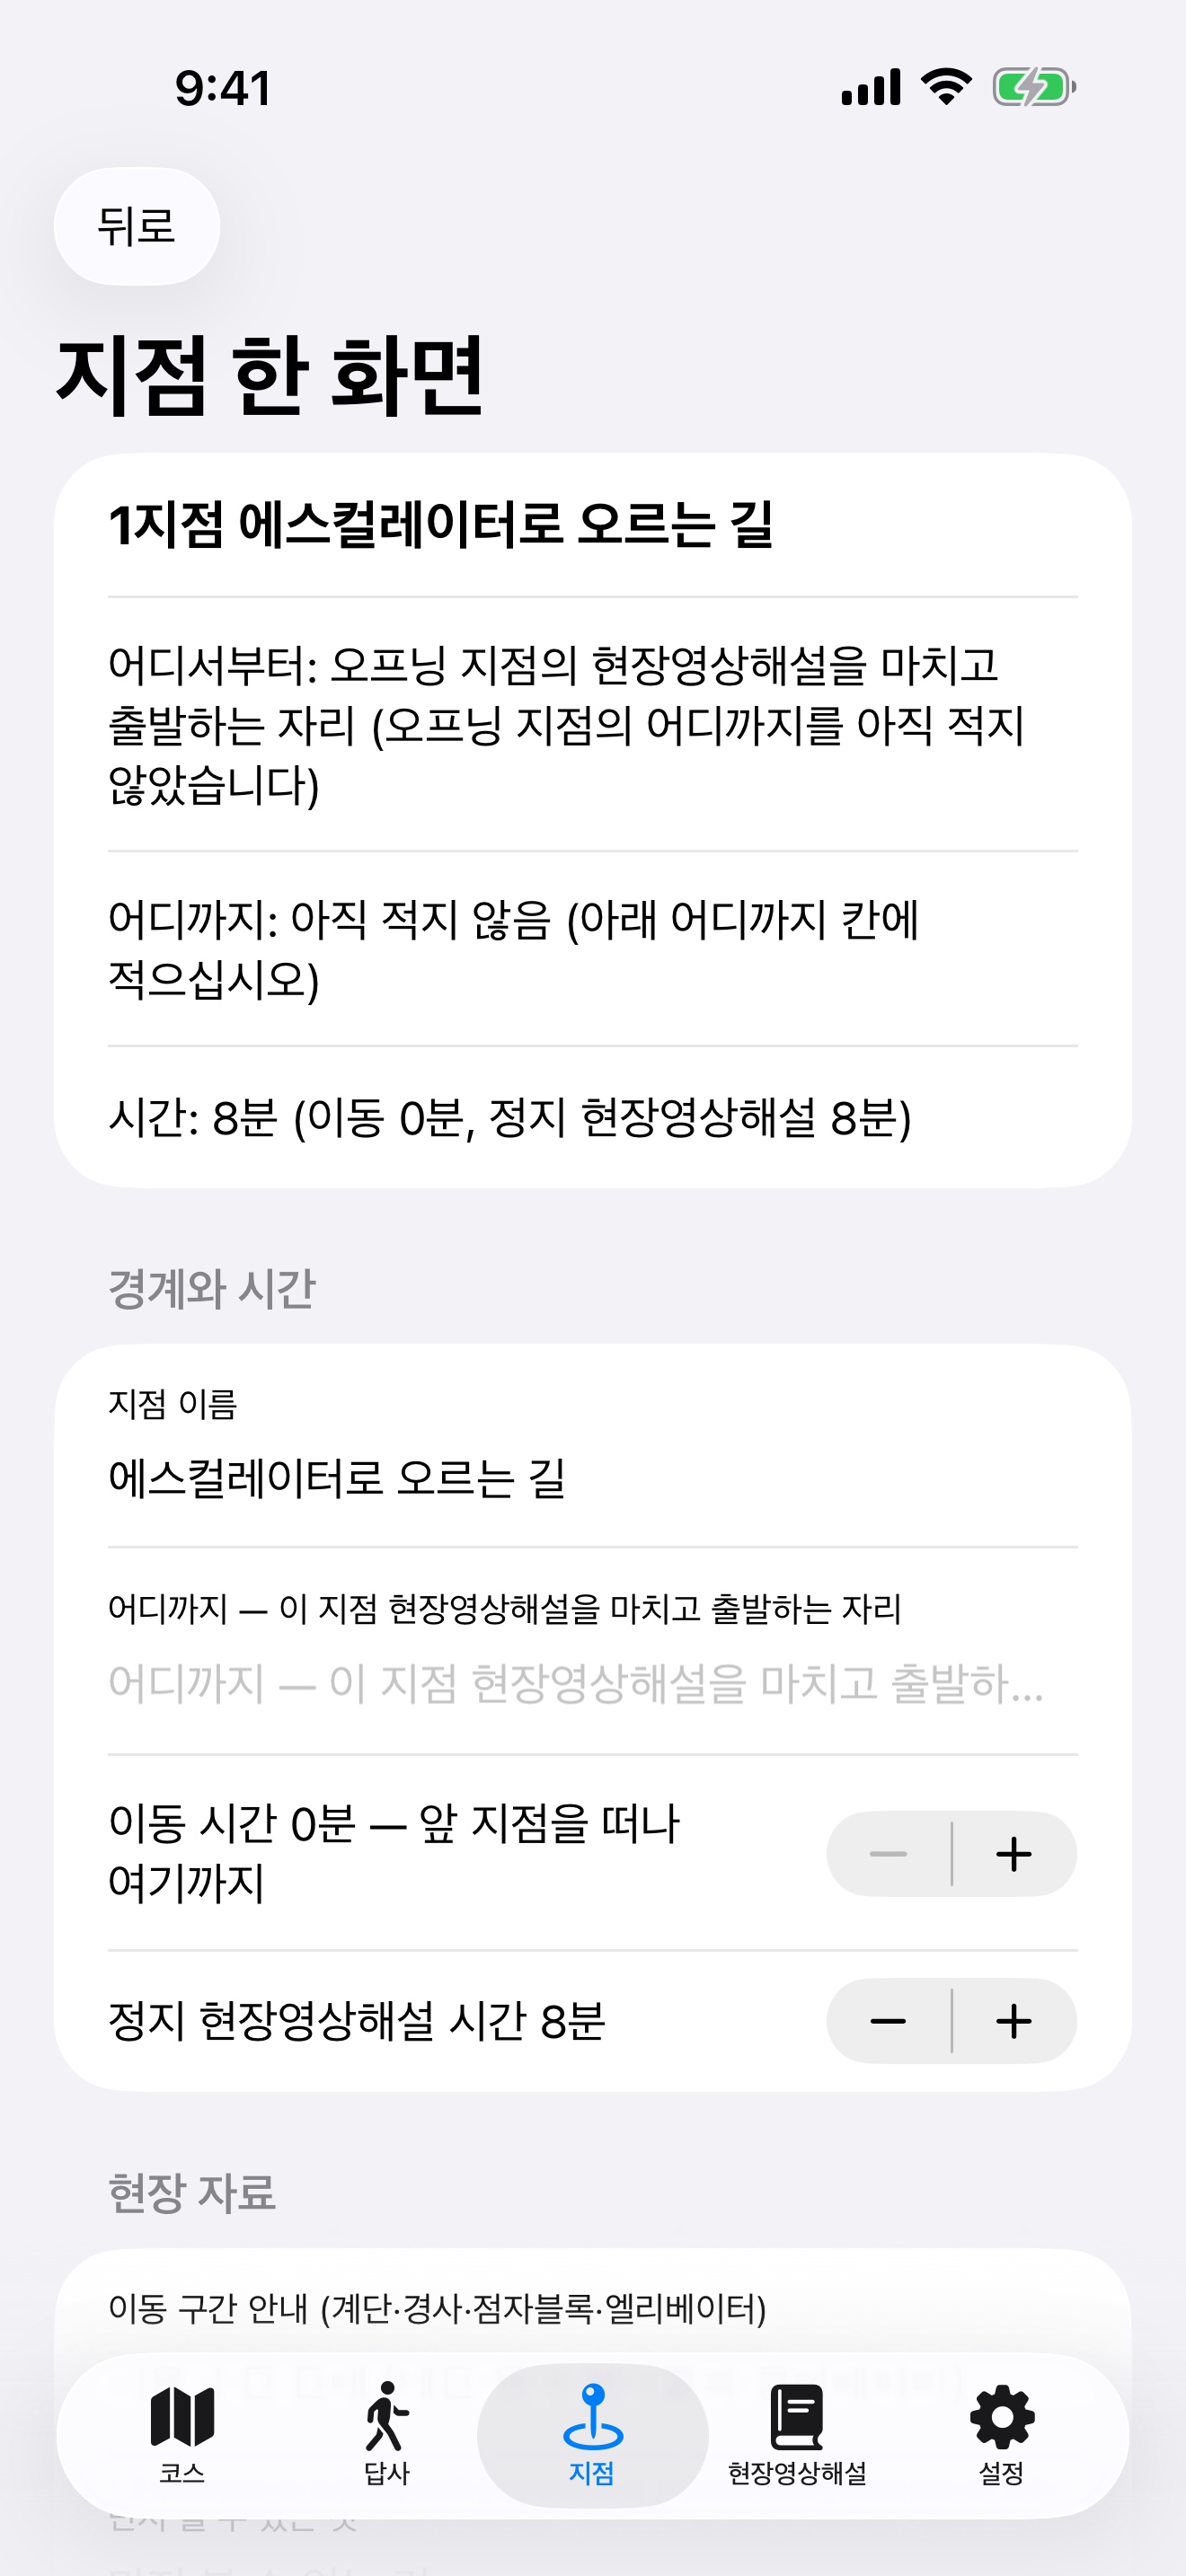 9:41
뒤로
지점 한 화면
1지점 에스컬레이터로 오르는 길
어디서부터: 오프닝 지점의 현장영상해설을 마치고
출발하는 자리 (오프닝 지점의 어디까지를 아직 적지
않았습니다)
어디까지: 아직 적지 않음 (아래 어디까지 칸에
적으십시오)
시간: 8분 (이동 0분, 정지 현장영상해설 8분)
경계와 시간
지점 이름
에스컬레이터로 오르는 길
어디까지 — 이 지점 현장영상해설을 마치고 출발하는 자리
어디까지 — 이 지점 현장영상해설을 마치고 출발하...
이동 시간 0분 — 앞 지점을 떠나
여기까지
정지 현장영상해설 시간 8분
현장 자료
이동 구간 안내 (계단·경사·점자블록·엘리베이터)
코스
답사
지점
현장영상해설
설정